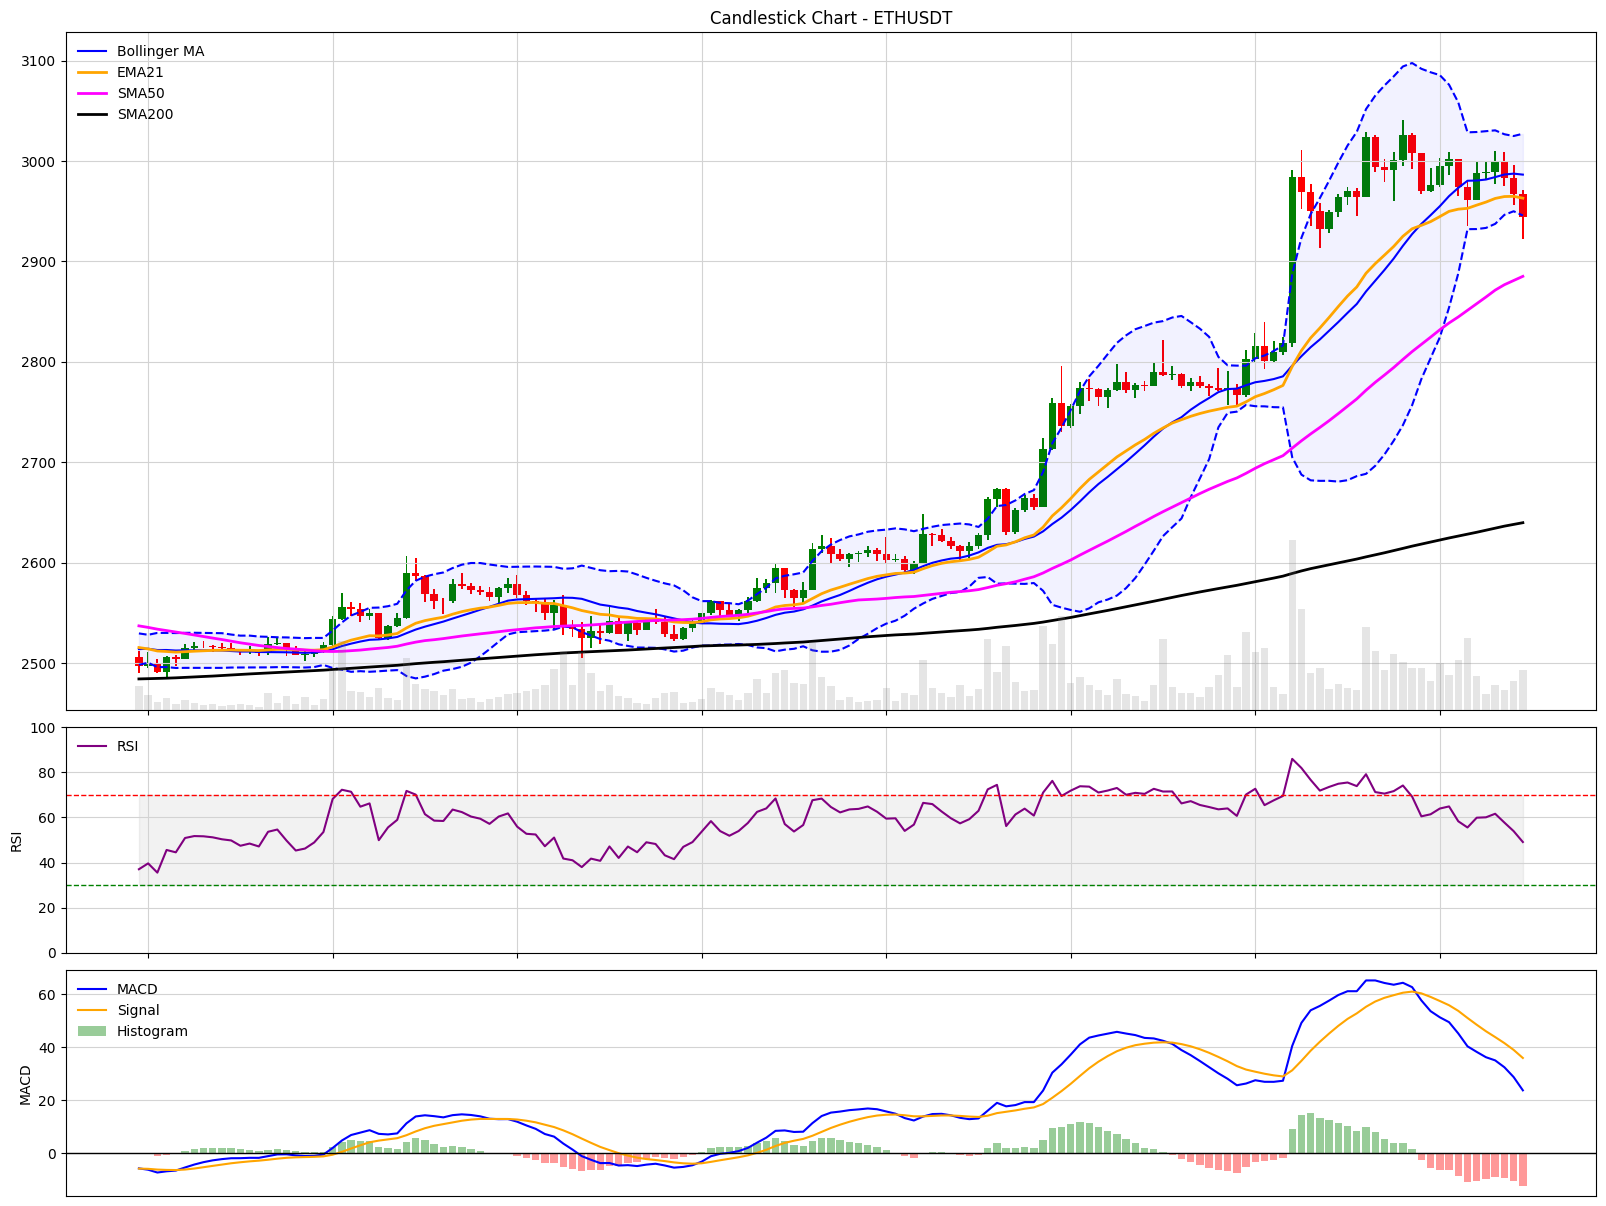 Candlestick Chart - ETHUSDT
Bollinger MA
EMA21
SMA50
SMA200
3100
3000
2900
2800
2700
2600
2500
RSI
100
80
60
40
20
0
RSI
MACD
Signal
Histogram
60
40
20
0
MACD